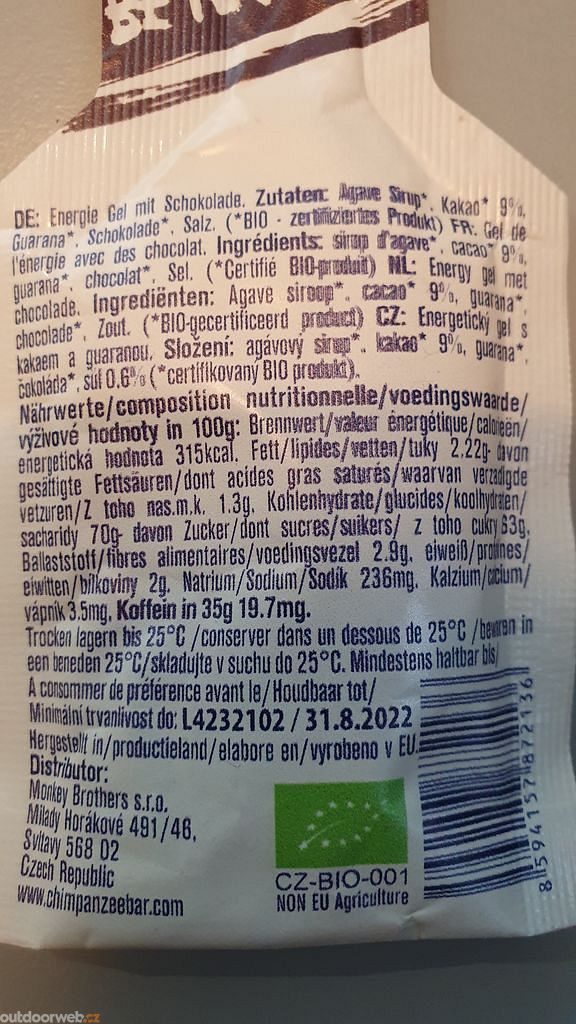 DE: Energie Gel mit Schokolade. Zutaten: Agave Sirup*, Kakao* 9%,
Guarana*, Schokolade*, Salz. (*BIO - zertifiziertes Produkt) FR: Gel de
l'énergie avec des chocolat. Ingrédients: sirop d'agave*, cacao* 9%,
guarana*, chocolat*, Sel. (*Certifié BIO-produit) NL: Energy gel met
chocolade. Ingrediënten: Agave siroop*, cacao* 9%, guarana*,
chocolade*, Zout. (*BIO-gecertificeerd product) CZ: Energetický gel s
kakaem a guaranou. Složení: agávový sirup*, kakao* 9%, guarana*,
čokoláda*, sůl 0.6% (*certifikovaný BIO produkt).
Nährwerte/composition nutritionnelle/voedingswaarde/
výživové hodnoty in 100g: Brennwert/valeur énergétique/calorieën/
energetická hodnota 315kcal. Fett/lipides/vetten/tuky 2.22g- davon
gesättigte Fettsäuren/dont acides gras saturés/waarvan verzadigde
vetzuren/Z toho nas.m.k. 1.3g, Kohlenhydrate/glucides/koolhydraten/
sacharidy 70g- davon Zucker/dont sucres/suikers/ z toho cukry 63g,
Ballaststoff/fibres alimentaires/voedingsvezel 2.9g, eiweiß/protines/
eiwitten/bílkoviny 2g, Natrium/Sodium/Sodík 236mg, Kalzium/calcium/
vápník 3.5mg, Koffein in 35g 19.7mg.
Trocken lagern bis 25°C /conserver dans un dessous de 25°C /bewaren in
een beneden 25°C/skladujte v suchu do 25°C. Mindestens haltbar bis/
A consommer de préférence avant le/Houdbaar tot/
Minimální trvanlivost do: L4232102 / 31.8.2022
Hergestellt in/productieland/elabore en/vyrobeno v EU.
Distributor:
Monkey Brothers s.r.o.
Milady Horákové 491/46,
Svitavy 568 02
Czech Republic
www.chimpanzeebar.com
CZ-BIO-001
NON EU Agriculture
8 594157 872136
outdoorweb.cz